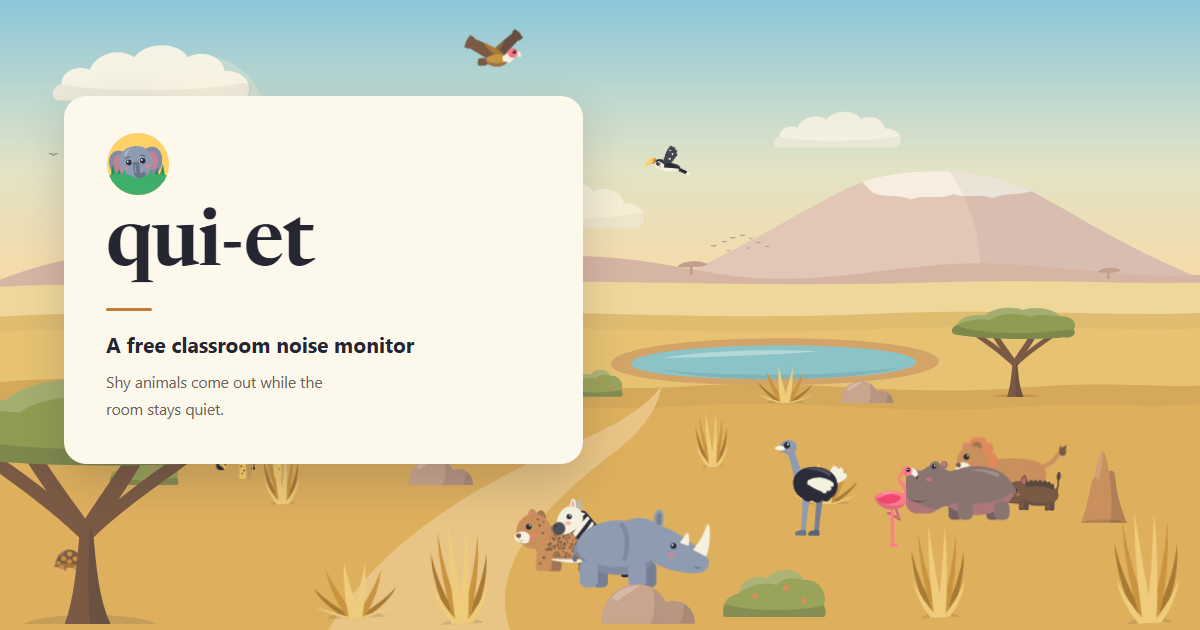 qui-et
A free classroom noise monitor
Shy animals come out while the
room stays quiet.